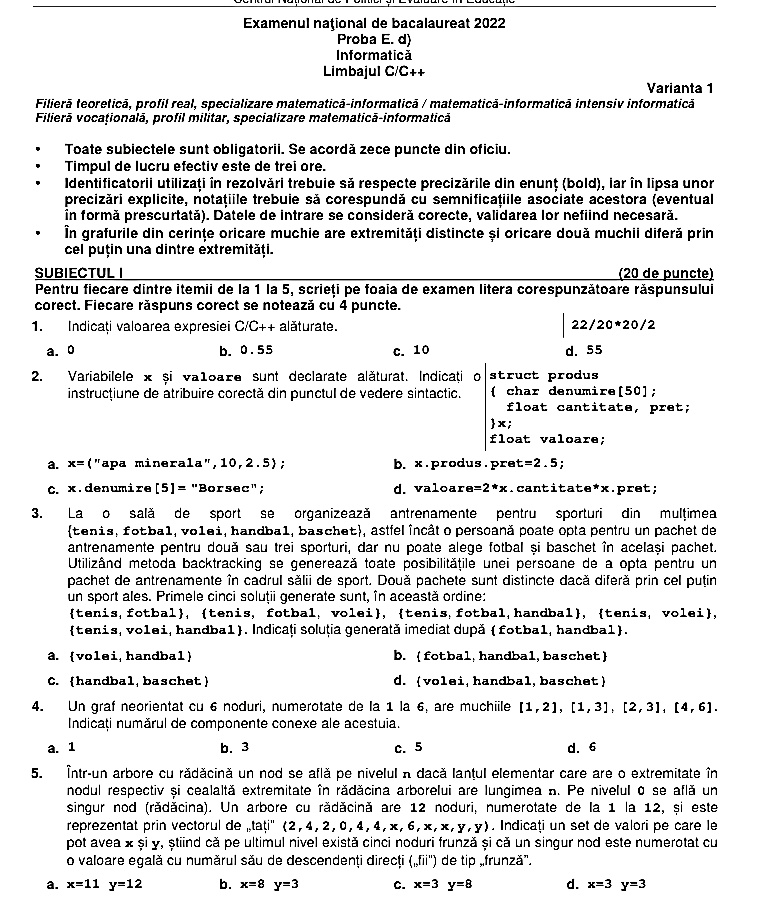 Centrul Național de Politici și Evaluare în Educație
Examenul naţional de bacalaureat 2022
Proba E. d)
Informatică
Limbajul C/C++
Varianta 1
Filieră teoretică, profil real, specializare matematică-informatică / matematică-informatică intensiv informatică
Filieră vocațională, profil militar, specializare matematică-informatică
• Toate subiectele sunt obligatorii. Se acordă zece puncte din oficiu.
• Timpul de lucru efectiv este de trei ore.
• Identificatorii utilizați în rezolvări trebuie să respecte precizările din enunț (bold), iar în lipsa unor
precizări explicite, notațiile trebuie să corespundă cu semnificațiile asociate acestora (eventual
în formă prescurtată). Datele de intrare se consideră corecte, validarea lor nefiind necesară.
• În grafurile din cerințe oricare muchie are extremități distincte și oricare două muchii diferă prin
cel puțin una dintre extremități.
SUBIECTUL I (20 de puncte)
Pentru fiecare dintre itemii de la 1 la 5, scrieți pe foaia de examen litera corespunzătoare răspunsului
corect. Fiecare răspuns corect se notează cu 4 puncte.
1. Indicați valoarea expresiei C/C++ alăturate. 22/20*20/2
a. 0 b. 0.55 c. 10 d. 55
2. Variabilele x și valoare sunt declarate alăturat. Indicați o
instrucțiune de atribuire corectă din punctul de vedere sintactic.
struct produs
{ char denumire[50];
float cantitate, pret;
}x;
float valoare;
a. x=("apa minerala",10,2.5); b. x.produs.pret=2.5;
c. x.denumire[5]= "Borsec"; d. valoare=2*x.cantitate*x.pret;
3. La o sală de sport se organizează antrenamente pentru sporturi din mulțimea
{tenis, fotbal, volei, handbal, baschet}, astfel încât o persoană poate opta pentru un pachet de
antrenamente pentru două sau trei sporturi, dar nu poate alege fotbal și baschet în același pachet.
Utilizând metoda backtracking se generează toate posibilitățile unei persoane de a opta pentru un
pachet de antrenamente în cadrul sălii de sport. Două pachete sunt distincte dacă diferă prin cel puțin
un sport ales. Primele cinci soluții generate sunt, în această ordine:
{tenis, fotbal}, {tenis, fotbal, volei}, {tenis, fotbal, handbal}, {tenis, volei},
{tenis, volei, handbal}. Indicați soluția generată imediat după {fotbal, handbal}.
a. {volei, handbal} b. {fotbal, handbal, baschet}
c. {handbal, baschet} d. {volei, handbal, baschet}
4. Un graf neorientat cu 6 noduri, numerotate de la 1 la 6, are muchiile [1,2], [1,3], [2,3], [4,6].
Indicați numărul de componente conexe ale acestuia.
a. 1 b. 3 c. 5 d. 6
5. Într-un arbore cu rădăcină un nod se află pe nivelul n dacă lanțul elementar care are o extremitate în
nodul respectiv și cealaltă extremitate în rădăcina arborelui are lungimea n. Pe nivelul 0 se află un
singur nod (rădăcina). Un arbore cu rădăcină are 12 noduri, numerotate de la 1 la 12, și este
reprezentat prin vectorul de „tați” (2,4,2,0,4,4,x,6,x,x,y,y). Indicați un set de valori pe care le
pot avea x și y, știind că pe ultimul nivel există cinci noduri frunză și că un singur nod este numerotat cu
o valoare egală cu numărul său de descendenți direcți („fii”) de tip „frunză”.
a. x=11 y=12 b. x=8 y=3 c. x=3 y=8 d. x=3 y=3